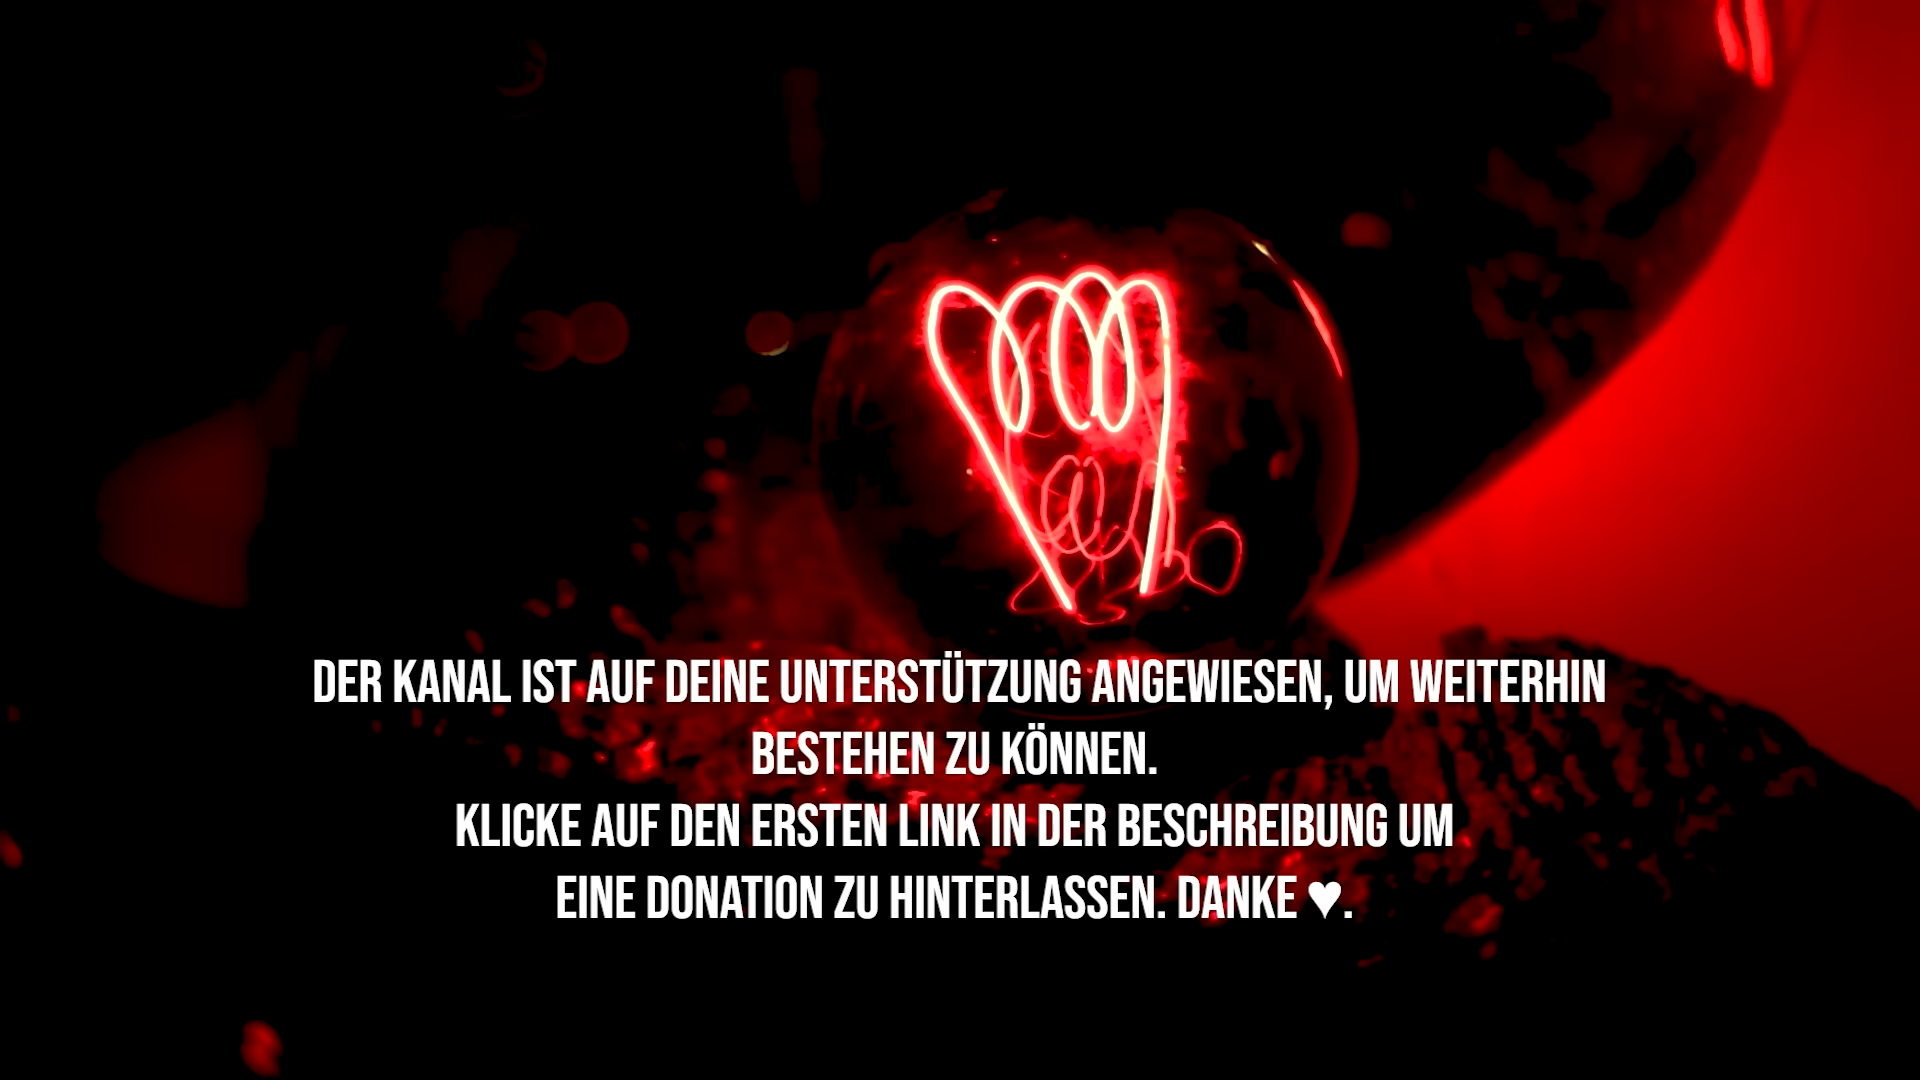 DER KANAL IST AUF DEINE UNTERSTÜTZUNG ANGEWIESEN, UM WEITERHIN
BESTEHEN ZU KÖNNEN.
KLICKE AUF DEN ERSTEN LINK IN DER BESCHREIBUNG UM
EINE DONATION ZU HINTERLASSEN. DANKE ♥.